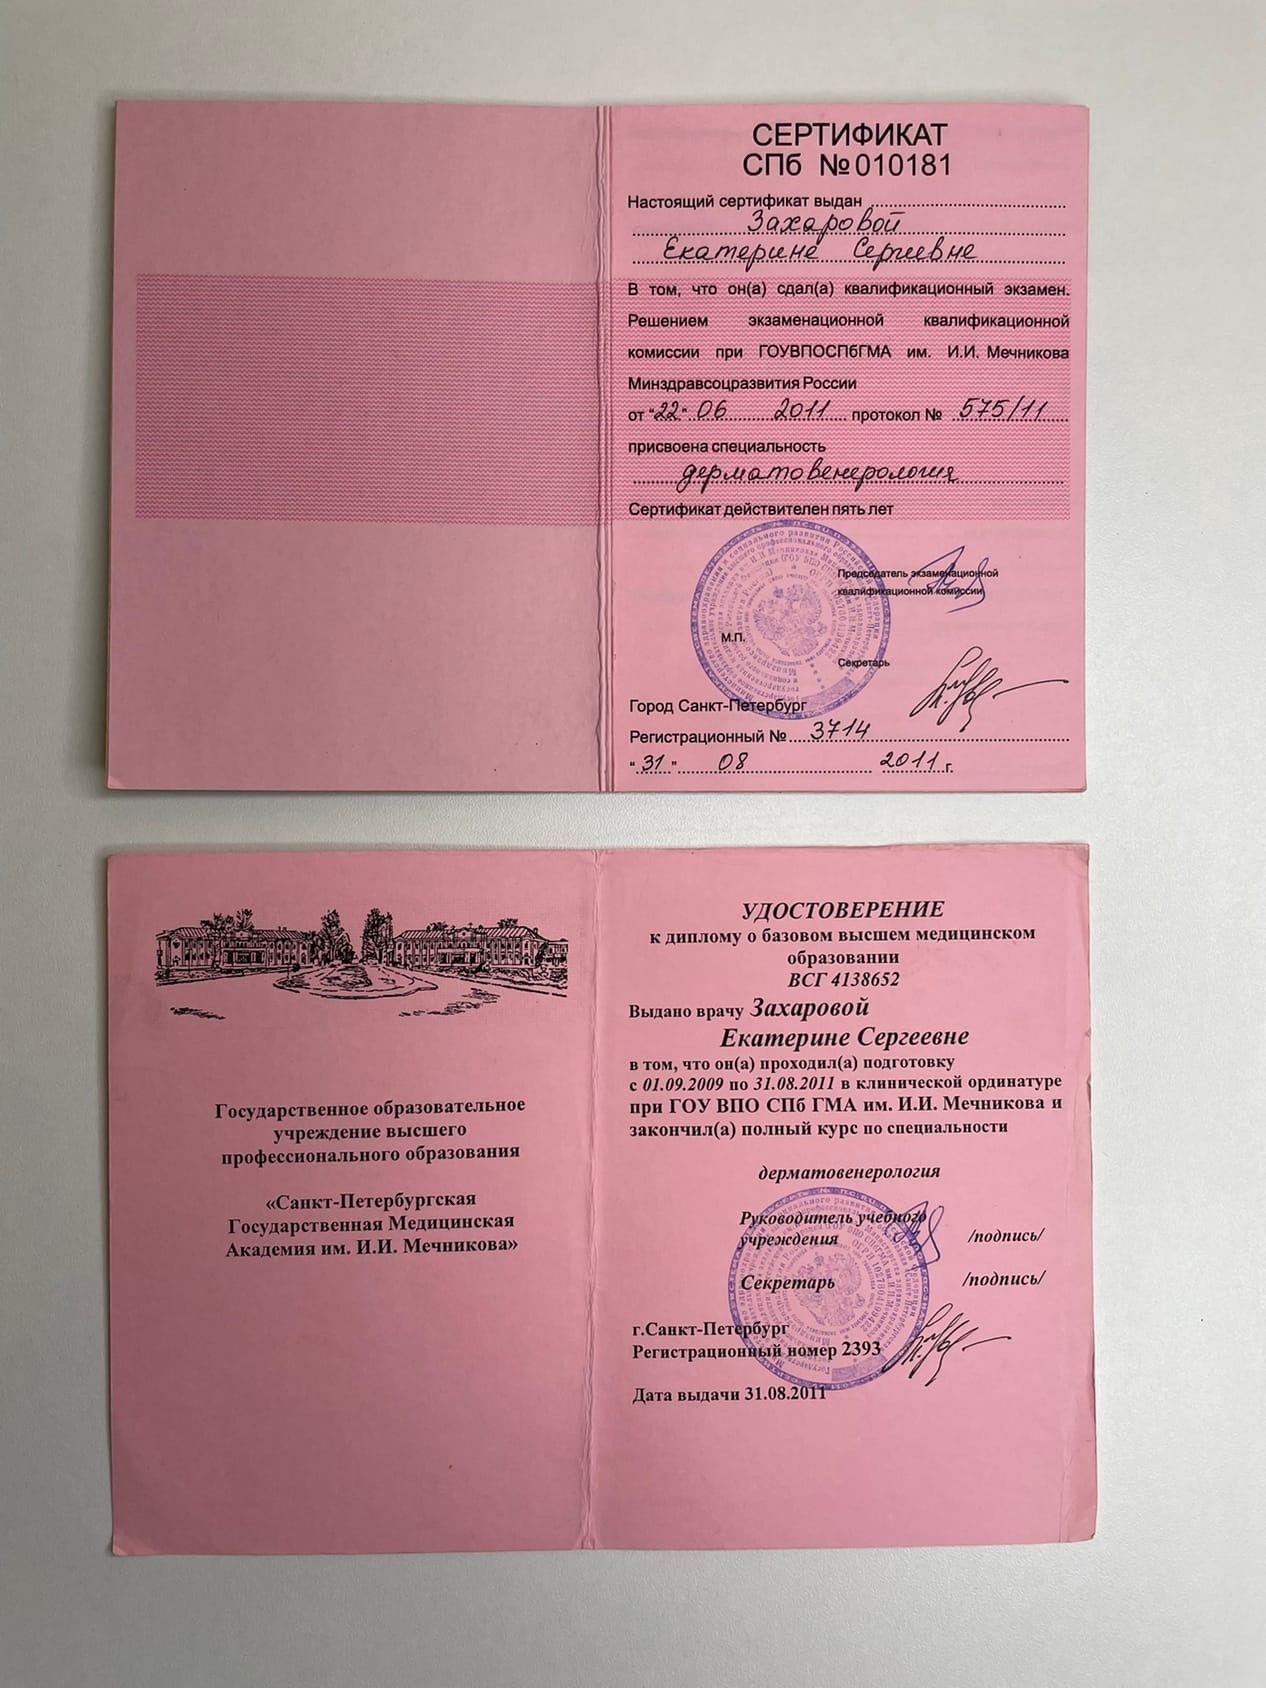 СЕРТИФИКАТ
СПб №010181
Настоящий сертификат выдан
Захаровой
Екатерине Сергеевне
В том, что он(а) сдал(а) квалификационный экзамен.
Решением экзаменационной квалификационной
комиссии при ГОУВПОСПбГМА им. И.И. Мечникова
Минздравсоцразвития России
от "22" 06 2011 протокол № 575/11
присвоена специальность
дерматовенерология
Сертификат действителен пять лет
Председатель экзаменационной
квалификационной комиссии
М.П.
Секретарь
Город Санкт-Петербург
Регистрационный № 3714
"31" 08 2011 г.
Государственное образовательное
учреждение высшего
профессионального образования
«Санкт-Петербургская
Государственная Медицинская
Академия им. И.И. Мечникова»
УДОСТОВЕРЕНИЕ
к диплому о базовом высшем медицинском
образовании
ВСГ 4138652
Выдано врачу Захаровой
Екатерине Сергеевне
в том, что он(а) проходил(а) подготовку
с 01.09.2009 по 31.08.2011 в клинической ординатуре
при ГОУ ВПО СПб ГМА им. И.И. Мечникова и
закончил(а) полный курс по специальности
дерматовенерология
Руководитель учебного
учреждения /подпись/
Секретарь /подпись/
г.Санкт-Петербург
Регистрационный номер 2393
Дата выдачи 31.08.2011